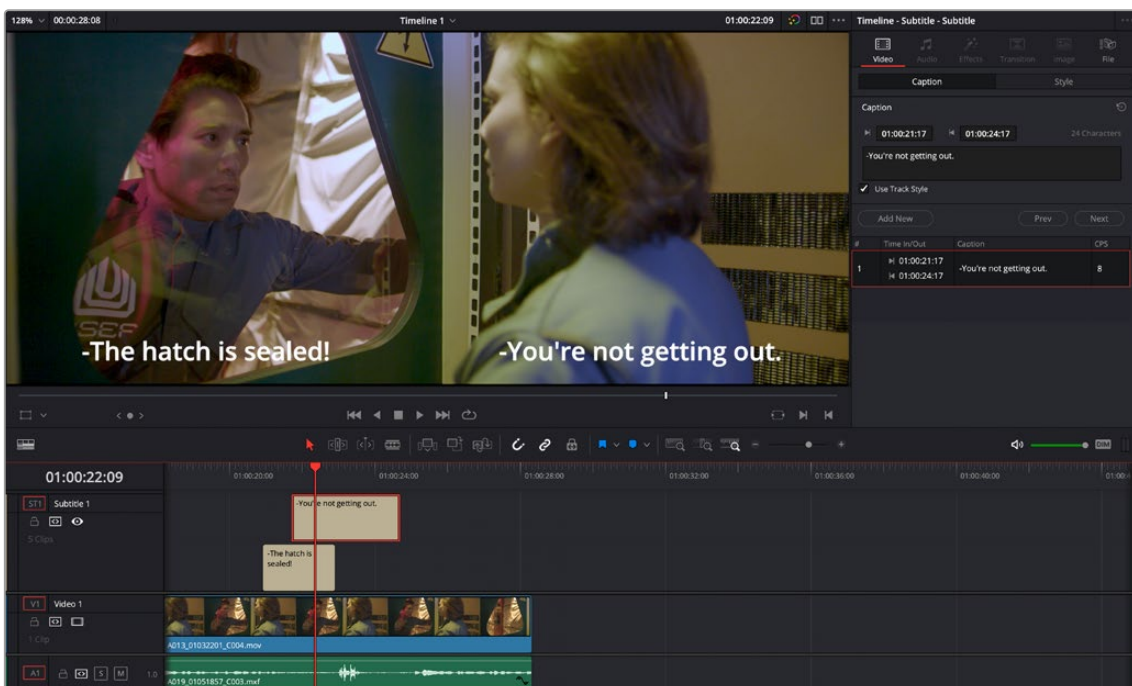 128% 00:00:28:08 Timeline 1 01:00:22:09 Timeline - Subtitle - Subtitle
Video Audio Effects Transition Image File
Caption Style
Caption
01:00:21:17 01:00:24:17 24 Characters
-You're not getting out.
Use Track Style
Add New Prev Next
# Time In/Out Caption CPS
1 01:00:21:17 -You're not getting out. 8
01:00:24:17
SEF
-The hatch is sealed! -You're not getting out.
DIM
01:00:22:09 01:00:20:00 01:00:24:00 01:00:28:00 01:00:32:00 01:00:36:00 01:00:40:00
ST1 Subtitle 1
-You're not getting out.
5 Clips
-The hatch is
sealed!
V1 Video 1
1 Clip
A013_01032201_C004.mov
A1 S M 1.0
A019_01051857_C003.mxf